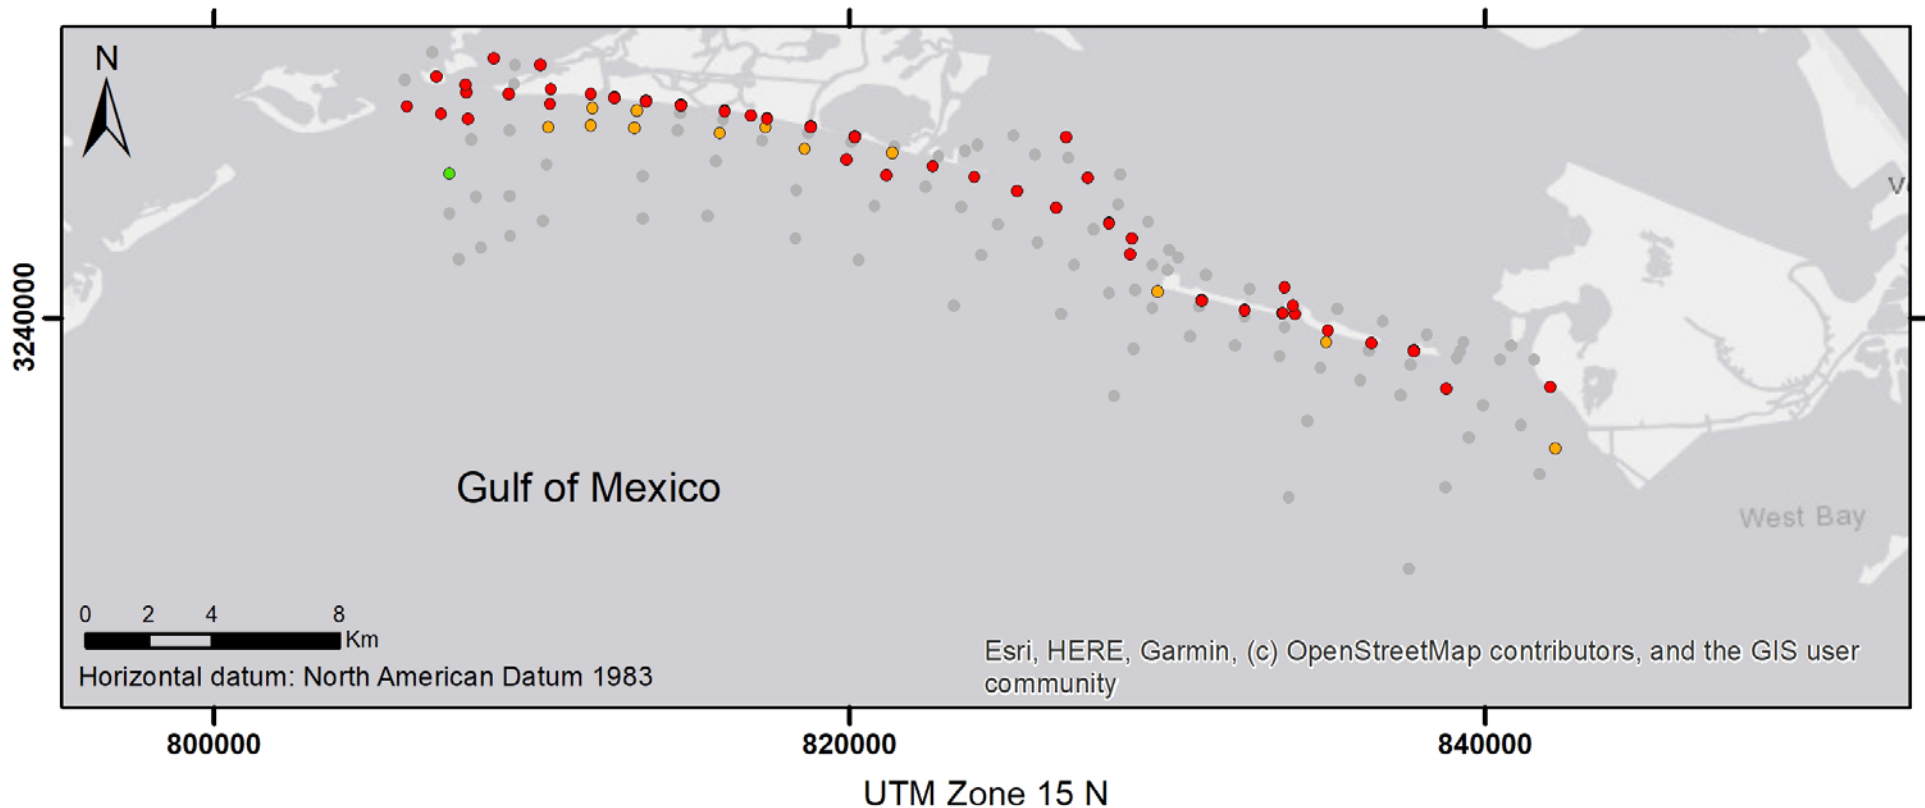 N
V
3240000
Gulf of Mexico
West Bay
0 2 4 8
Km
Horizontal datum: North American Datum 1983
Esri, HERE, Garmin, (c) OpenStreetMap contributors, and the GIS user
community
800000 820000 840000
UTM Zone 15 N